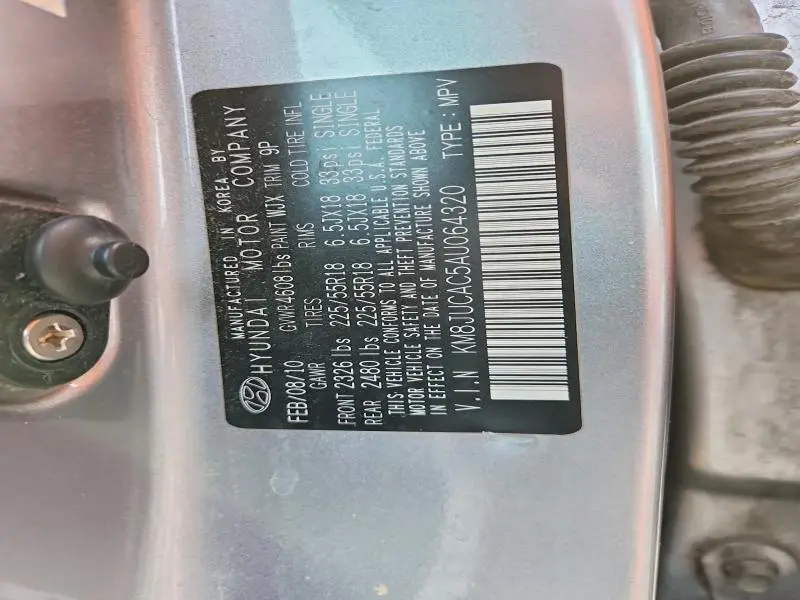 MANUFACTURED IN KOREA BY
HYUNDAI MOTOR COMPANY
FEB/08/10 GVWR 4608 lbs PAINT WJX TRIM 9P
GAWR TIRES RIMS COLD TIRE INFL
FRONT 2326 lbs 225/55R18 6.5JX18 33psi SINGLE
REAR 2480 lbs 225/55R18 6.5JX18 33psi SINGLE
THIS VEHICLE CONFORMS TO ALL APPLICABLE U.S.A. FEDERAL
MOTOR VEHICLE SAFETY AND THEFT PREVENTION STANDARDS
IN EFFECT ON THE DATE OF MANUFACTURE SHOWN ABOVE
V.I.N KM8JUCAC5AU064320 TYPE : MPV